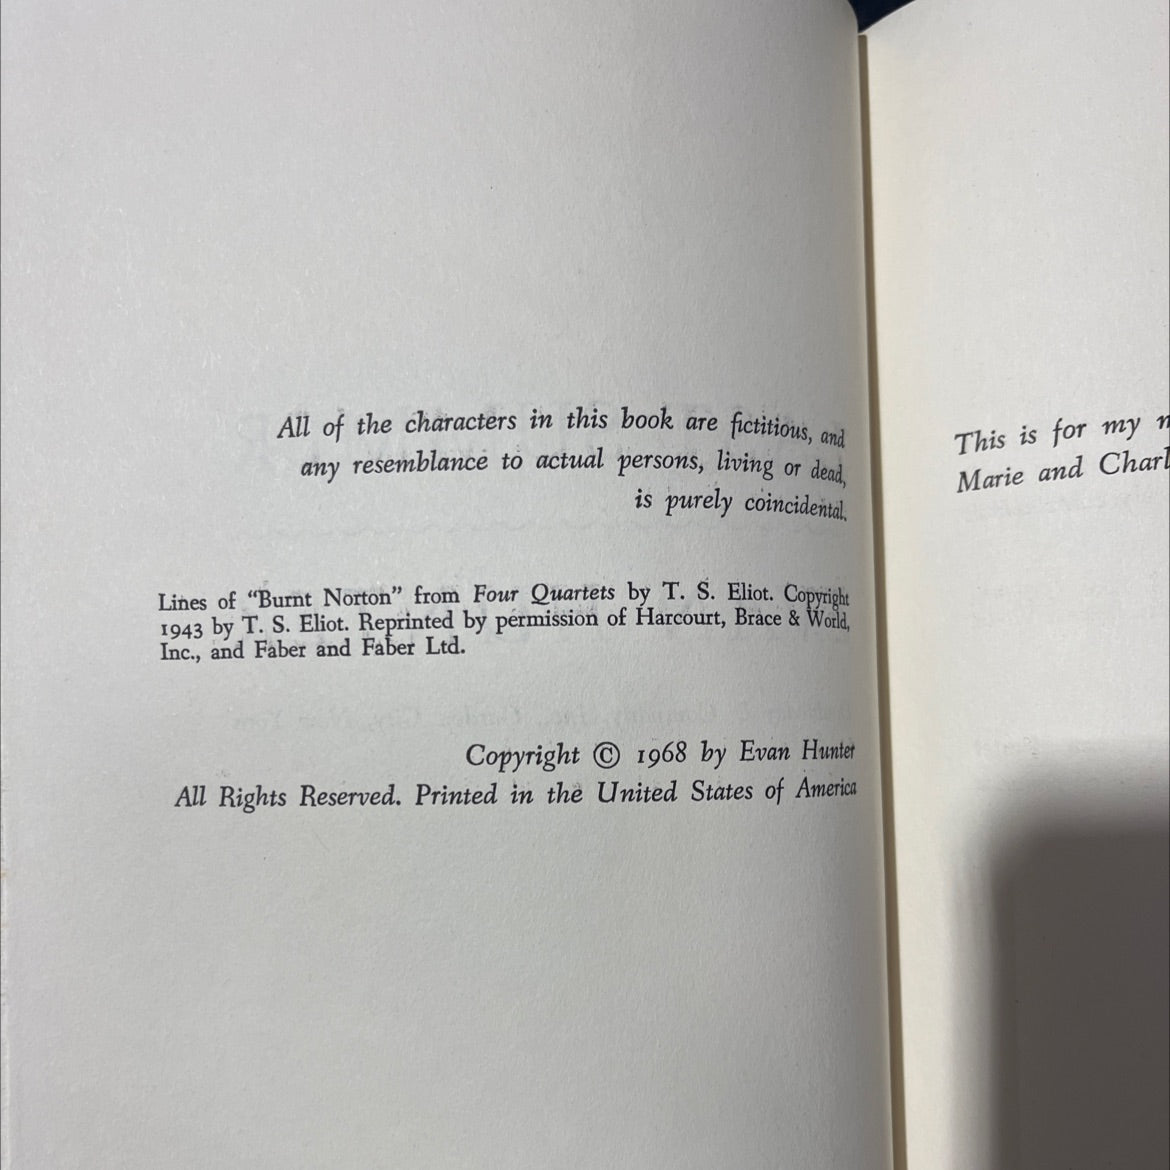 All of the characters in this book are fictitious, and
any resemblance to actual persons, living or dead,
is purely coincidental.
Lines of “Burnt Norton” from Four Quartets by T. S. Eliot. Copyright
1943 by T. S. Eliot. Reprinted by permission of Harcourt, Brace & World,
Inc., and Faber and Faber Ltd.
Copyright © 1968 by Evan Hunter
All Rights Reserved. Printed in the United States of America
This is for my
Marie and